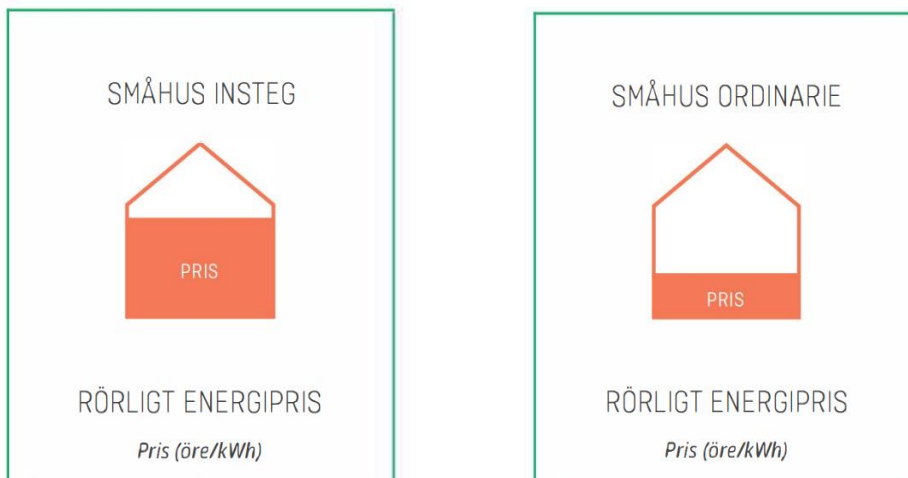 SMÅHUS INSTEG
PRIS
RÖRLIGT ENERGIPRIS
Pris (öre/kWh)
SMÅHUS ORDINARIE
PRIS
RÖRLIGT ENERGIPRIS
Pris (öre/kWh)